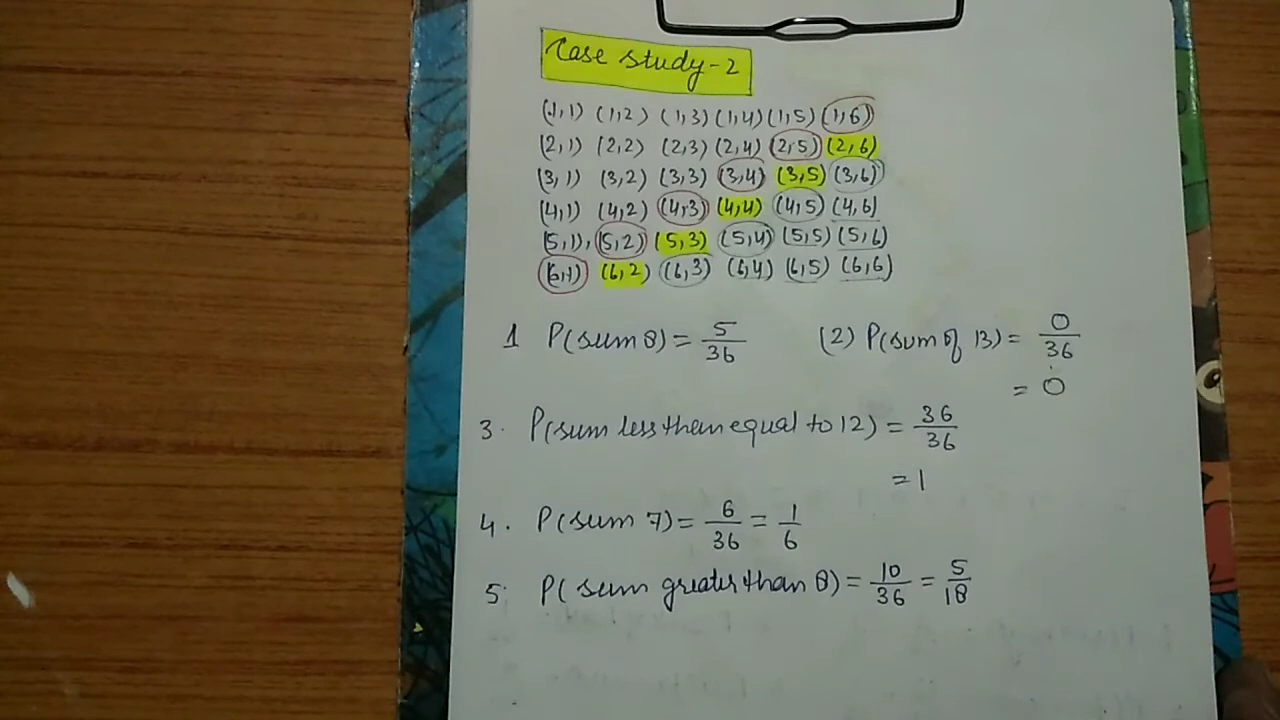 Case study-2
(1,1) (1,2) (1,3) (1,4) (1,5) (1,6)
(2,1) (2,2) (2,3) (2,4) (2,5) (2,6)
(3,1) (3,2) (3,3) (3,4) (3,5) (3,6)
(4,1) (4,2) (4,3) (4,4) (4,5) (4,6)
(5,1), (5,2) (5,3) (5,4) (5,5) (5,6)
(6,1) (6,2) (6,3) (6,4) (6,5) (6,6)
1 P(sum 8) = 5/36 (2) P(sum of 13) = 0/36
= 0
3. P(sum less then equal to 12) = 36/36
= 1
4. P(sum 7) = 6/36 = 1/6
5. P(sum greater than 8) = 10/36 = 5/18